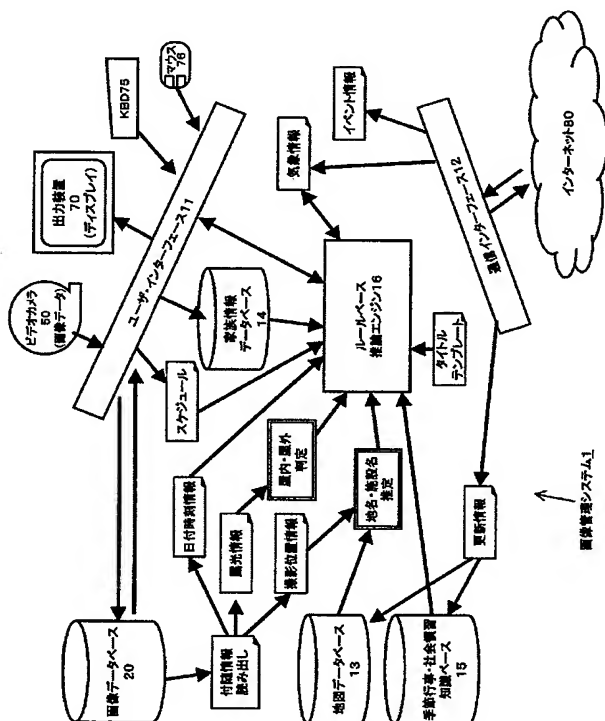 ビデオカメラ
50
(画像データ)
出力装置
70
(ディスプレイ)
KBD75
マウス
76
ユーザ・インターフェース11
画像データベース
20
スケジュール
家族情報
データベース
14
気象情報
イベント情報
付随情報
読み出し
日付時刻情報
露光情報
撮影位置情報
屋内・屋外
判定
地名・施設名
推定
ルールベース
推論エンジン16
タイトル
テンプレート
通信インターフェース12
インターネット80
地図データベース
13
季節行事・社会慣習
知識ベース
15
更新情報
画像管理システム1